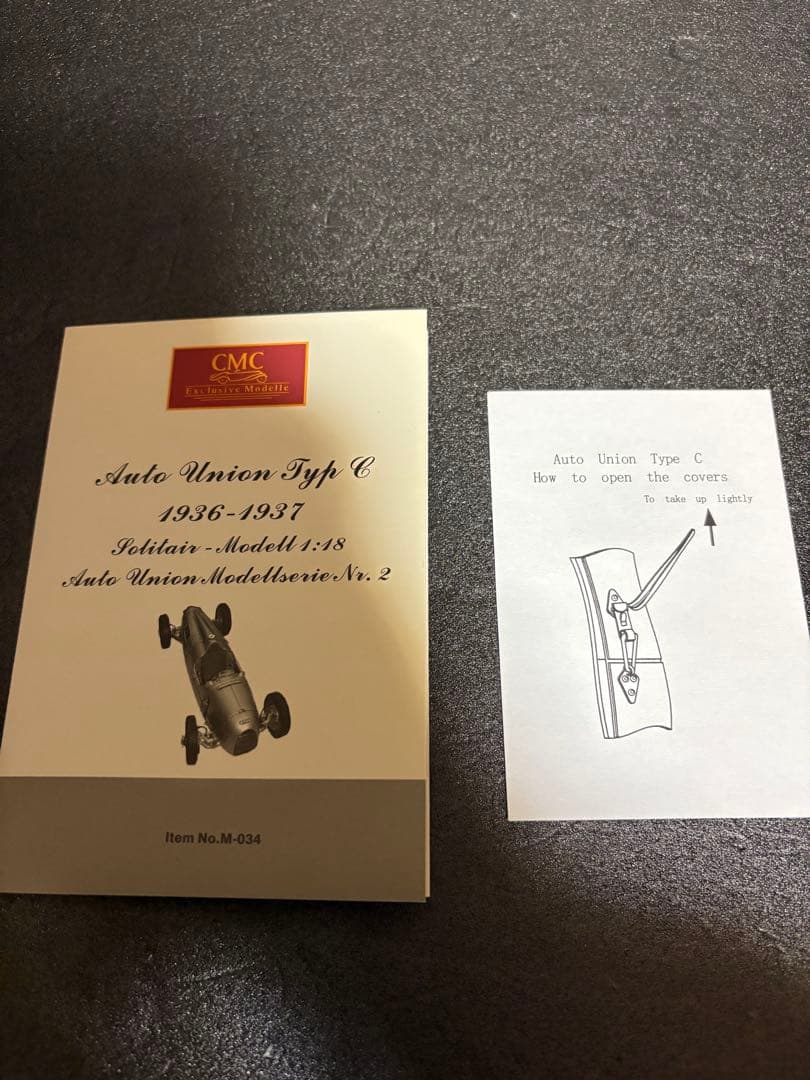 CMC
Exclusive Modelle
Auto Union Typ C
1936-1937
Solitair - Modell 1:18
Auto Union Modellserie Nr. 2
Item No.M-034
Auto Union Type C
How to open the covers
To take up lightly